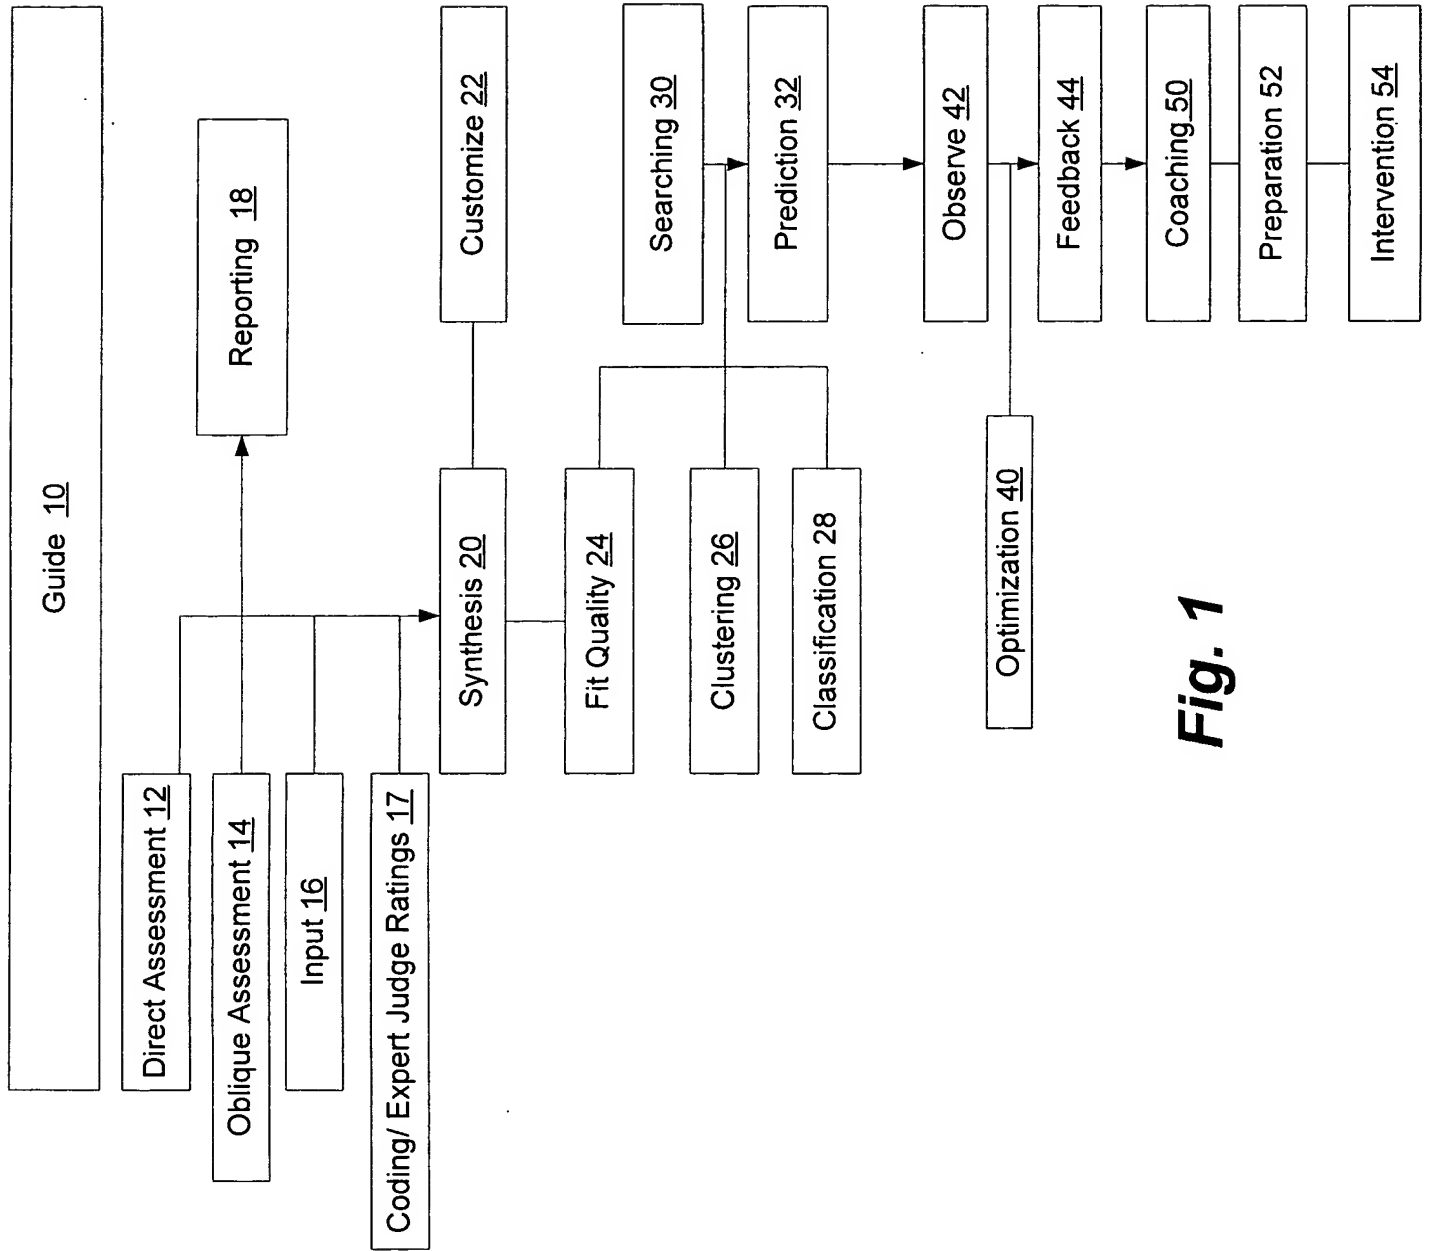 Guide 10
Direct Assessment 12
Oblique Assessment 14
Reporting 18
Input 16
Coding/ Expert Judge Ratings 17
Synthesis 20
Customize 22
Fit Quality 24
Searching 30
Clustering 26
Prediction 32
Classification 28
Observe 42
Optimization 40
Feedback 44
Coaching 50
Preparation 52
Intervention 54
Fig. 1